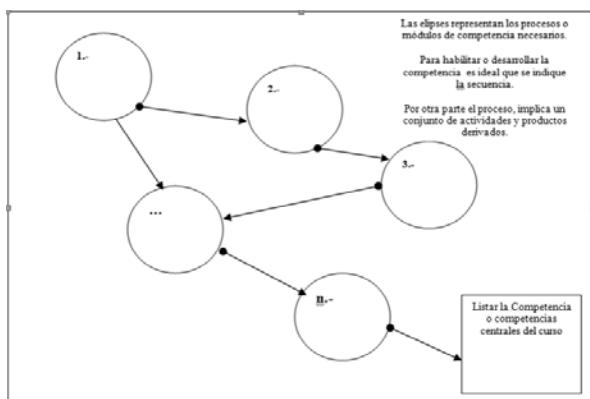 Las elipses representan los procesos o
módulos de competencia necesarios.
Para habilitar o desarrollar la
competencia es ideal que se indique
la secuencia.
Por otra parte el proceso, implica un
conjunto de actividades y productos
derivados.
1.-
2.-
3.-
...
n.-
Listar la Competencia
o competencias
centrales del curso